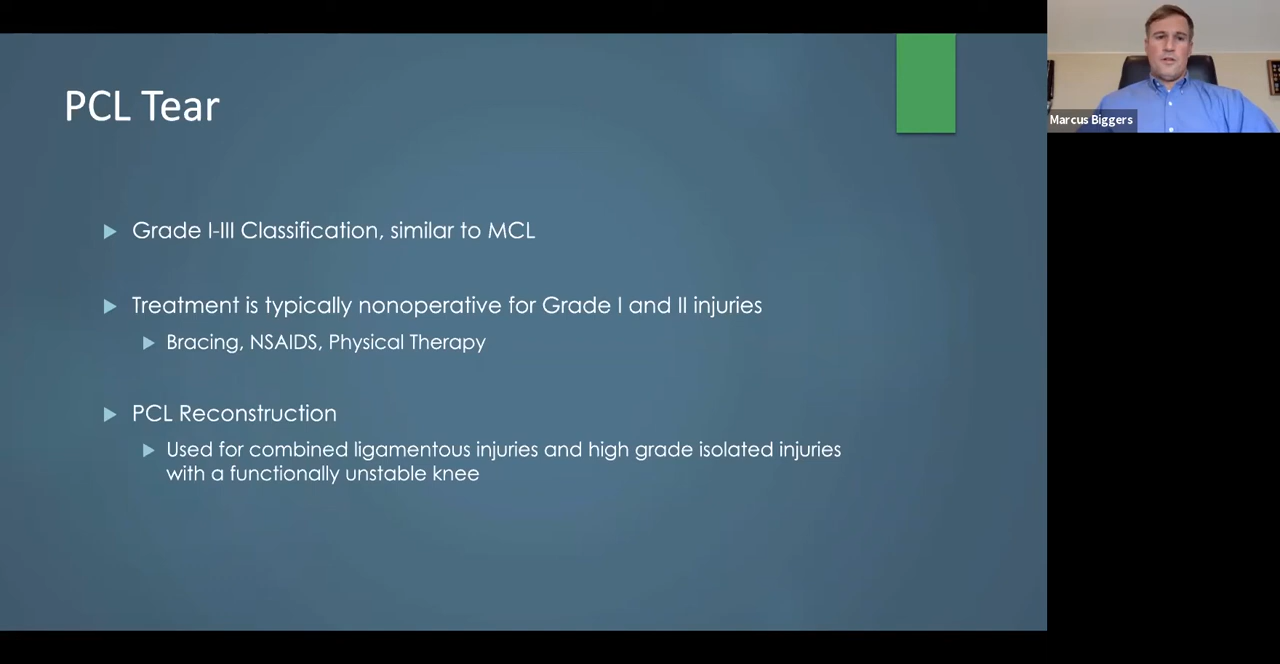 PCL Tear
Grade I-III Classification, similar to MCL
Treatment is typically nonoperative for Grade I and II injuries
Bracing, NSAIDS, Physical Therapy
PCL Reconstruction
Used for combined ligamentous injuries and high grade isolated injuries
with a functionally unstable knee
Marcus Biggers